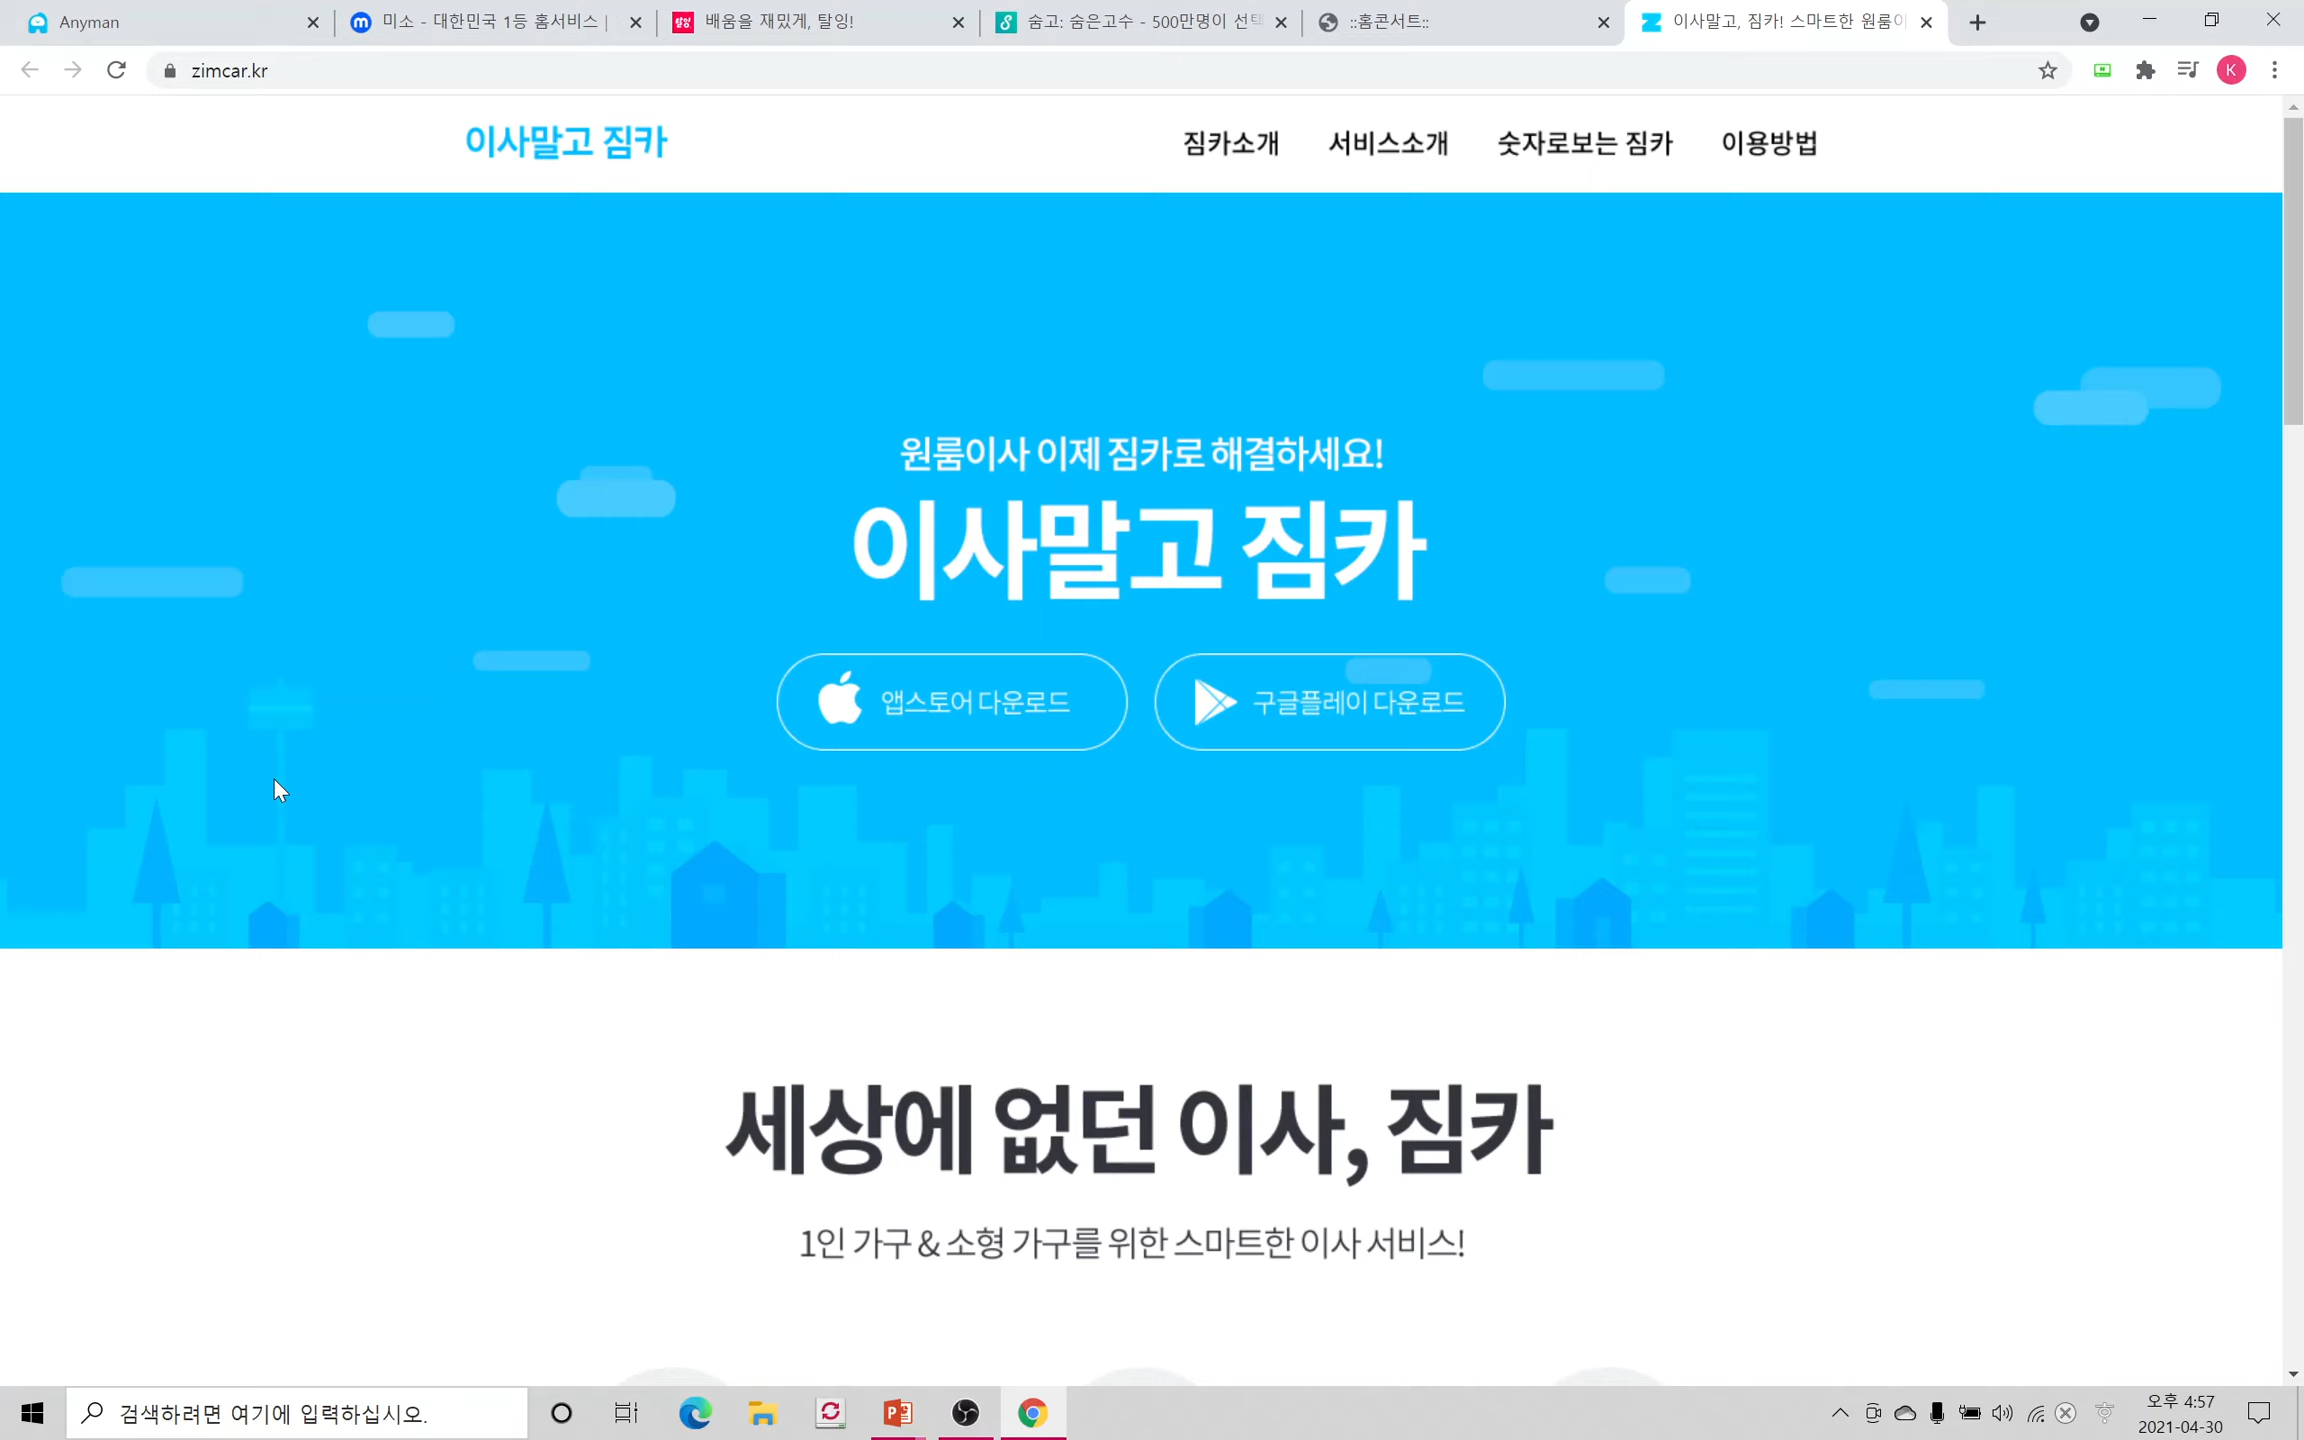 Anyman
미소 - 대한민국 1등 홈서비스 |
배움을 재밌게, 탈잉!
숨고: 숨은고수 - 500만명이 선택
::홈콘서트::
이사말고, 짐카! 스마트한 원룸이
zimcar.kr
K
이사말고 짐카
짐카소개
서비스소개
숫자로보는 짐카
이용방법
원룸이사 이제 짐카로 해결하세요!
이사말고 짐카
앱스토어 다운로드
구글플레이 다운로드
세상에 없던 이사, 짐카
1인 가구 & 소형 가구를 위한 스마트한 이사 서비스!
검색하려면 여기에 입력하십시오.
오후 4:57
2021-04-30